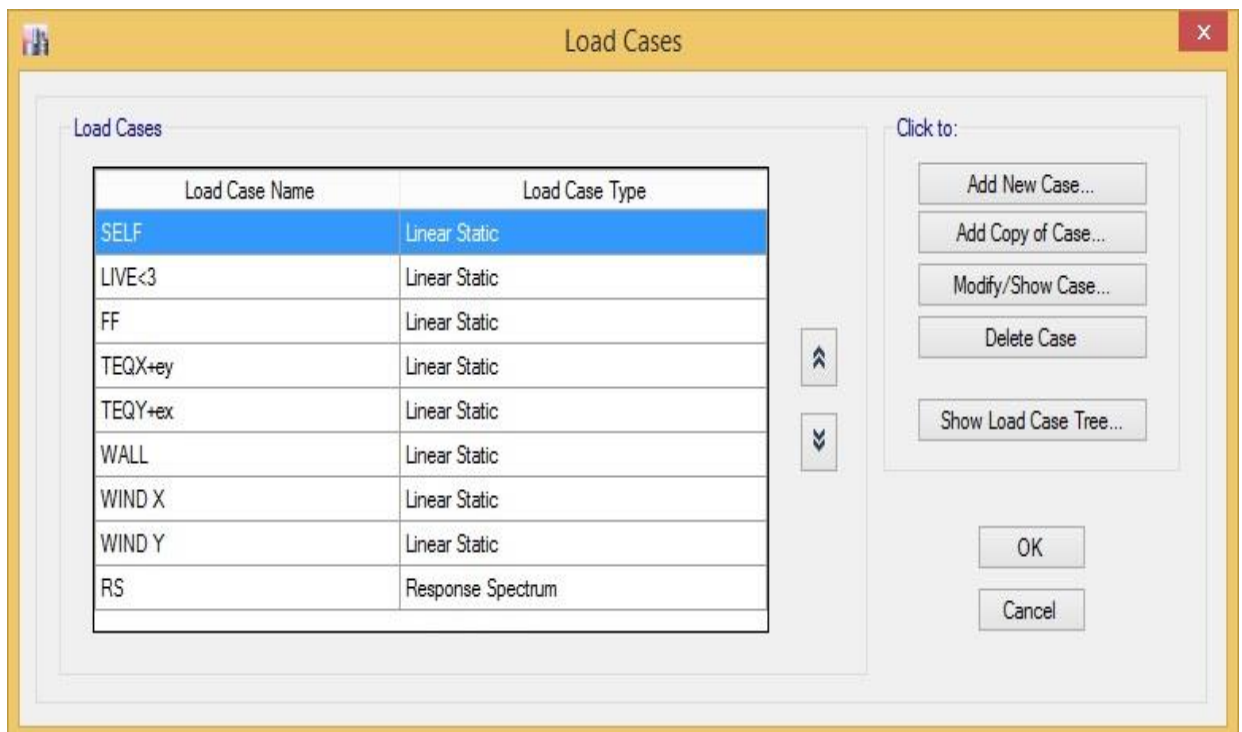 Load Cases
x
Load Cases
Load Case Name Load Case Type
SELF Linear Static
LIVE<3 Linear Static
FF Linear Static
TEQX+ey Linear Static
TEQY+ex Linear Static
WALL Linear Static
WIND X Linear Static
WIND Y Linear Static
RS Response Spectrum
Click to:
Add New Case...
Add Copy of Case...
Modify/Show Case...
Delete Case
Show Load Case Tree...
OK
Cancel